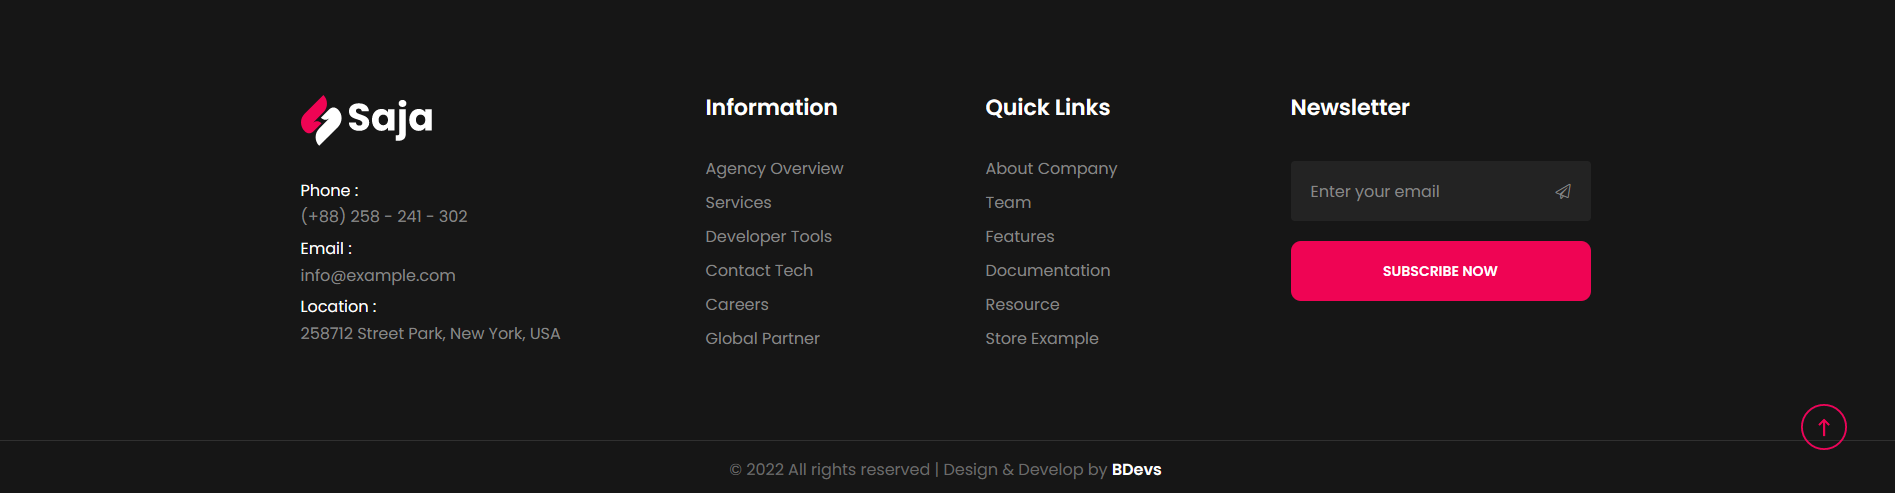 Saja
Phone :
(+88) 258 - 241 - 302
Email :
info@example.com
Location :
258712 Street Park, New York, USA
Information
Agency Overview
Services
Developer Tools
Contact Tech
Careers
Global Partner
Quick Links
About Company
Team
Features
Documentation
Resource
Store Example
Newsletter
Enter your email
SUBSCRIBE NOW
© 2022 All rights reserved | Design & Develop by BDevs